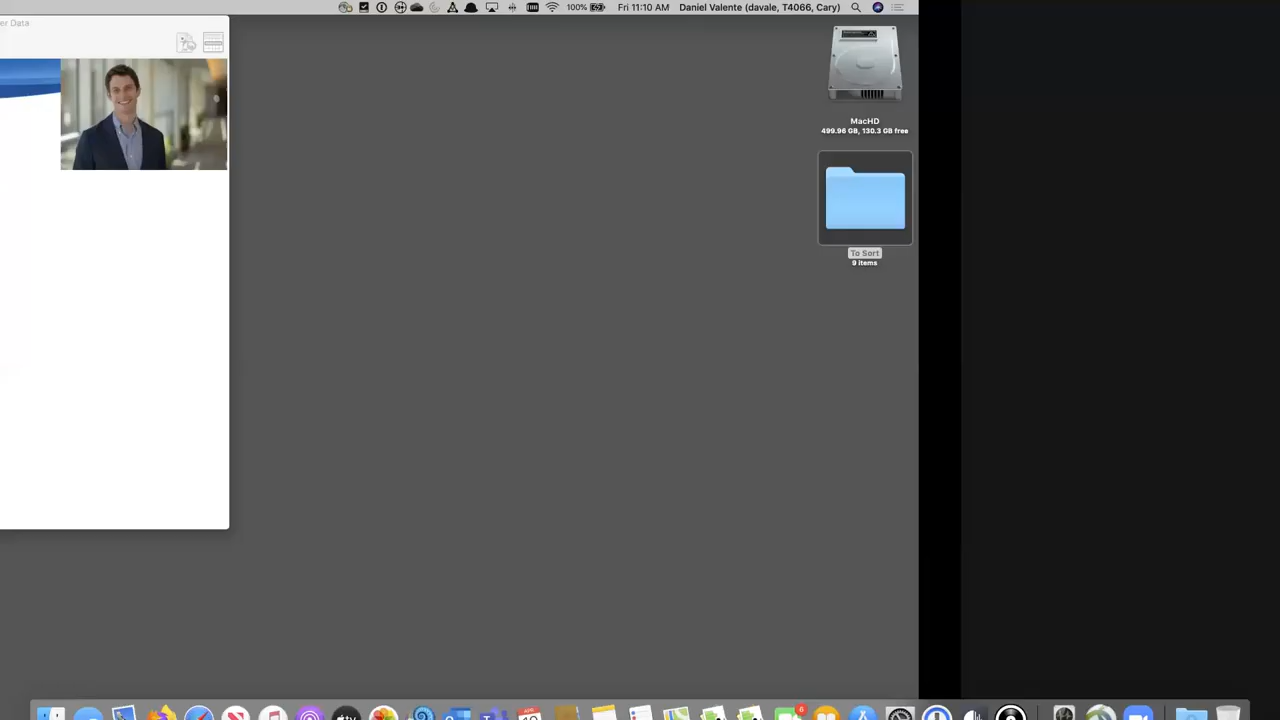 er Data
100%
Fri 11:10 AM
Daniel Valente (davale, T4066, Cary)
MacHD
499.96 GB, 130.3 GB free
To Sort
9 items
6